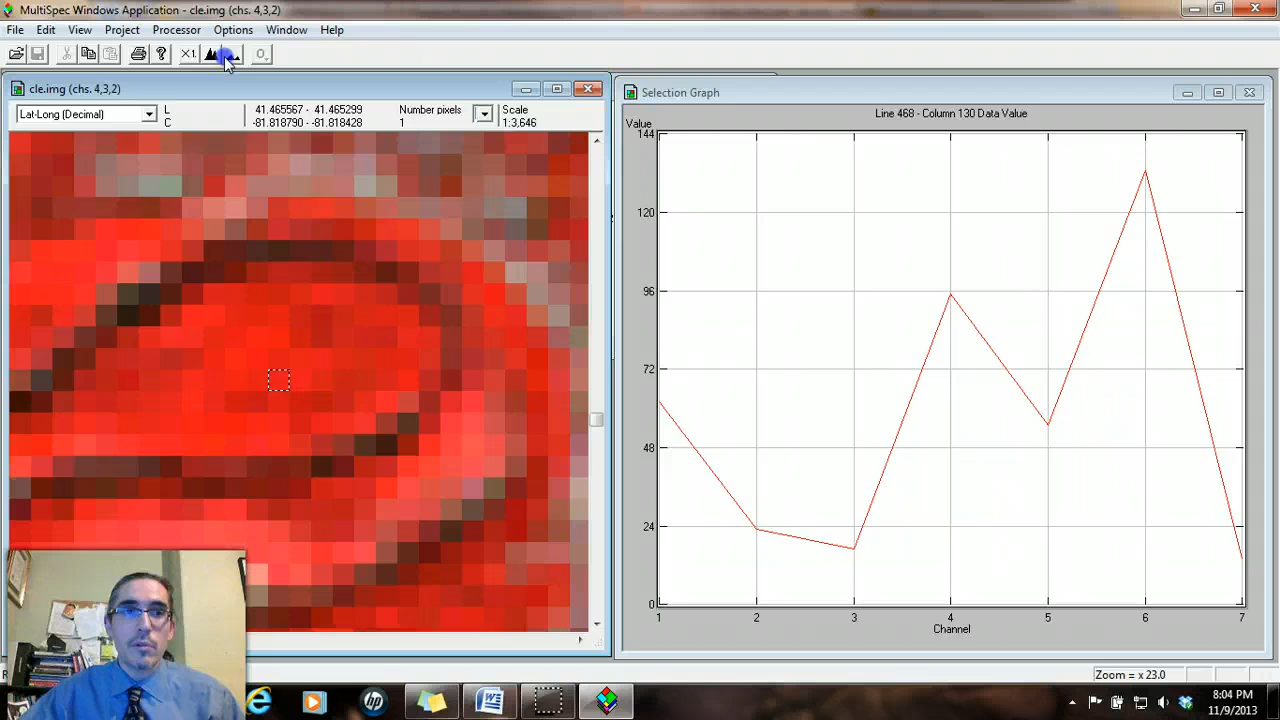 MultiSpec Windows Application - cle.img (chs. 4,3,2)
File Edit View Project Processor Options Window Help
×1
cle.img (chs. 4,3,2)
Lat-Long (Decimal)
L
C
41.465567 - 41.465299
-81.818790 - -81.818428
Number pixels
1
Scale
1:3,646
Selection Graph
Line 468 - Column 130 Data Value
Value
144
120
96
72
48
24
0
1 2 3 4 5 6 7
Channel
Zoom = x 23.0
8:04 PM
11/9/2013